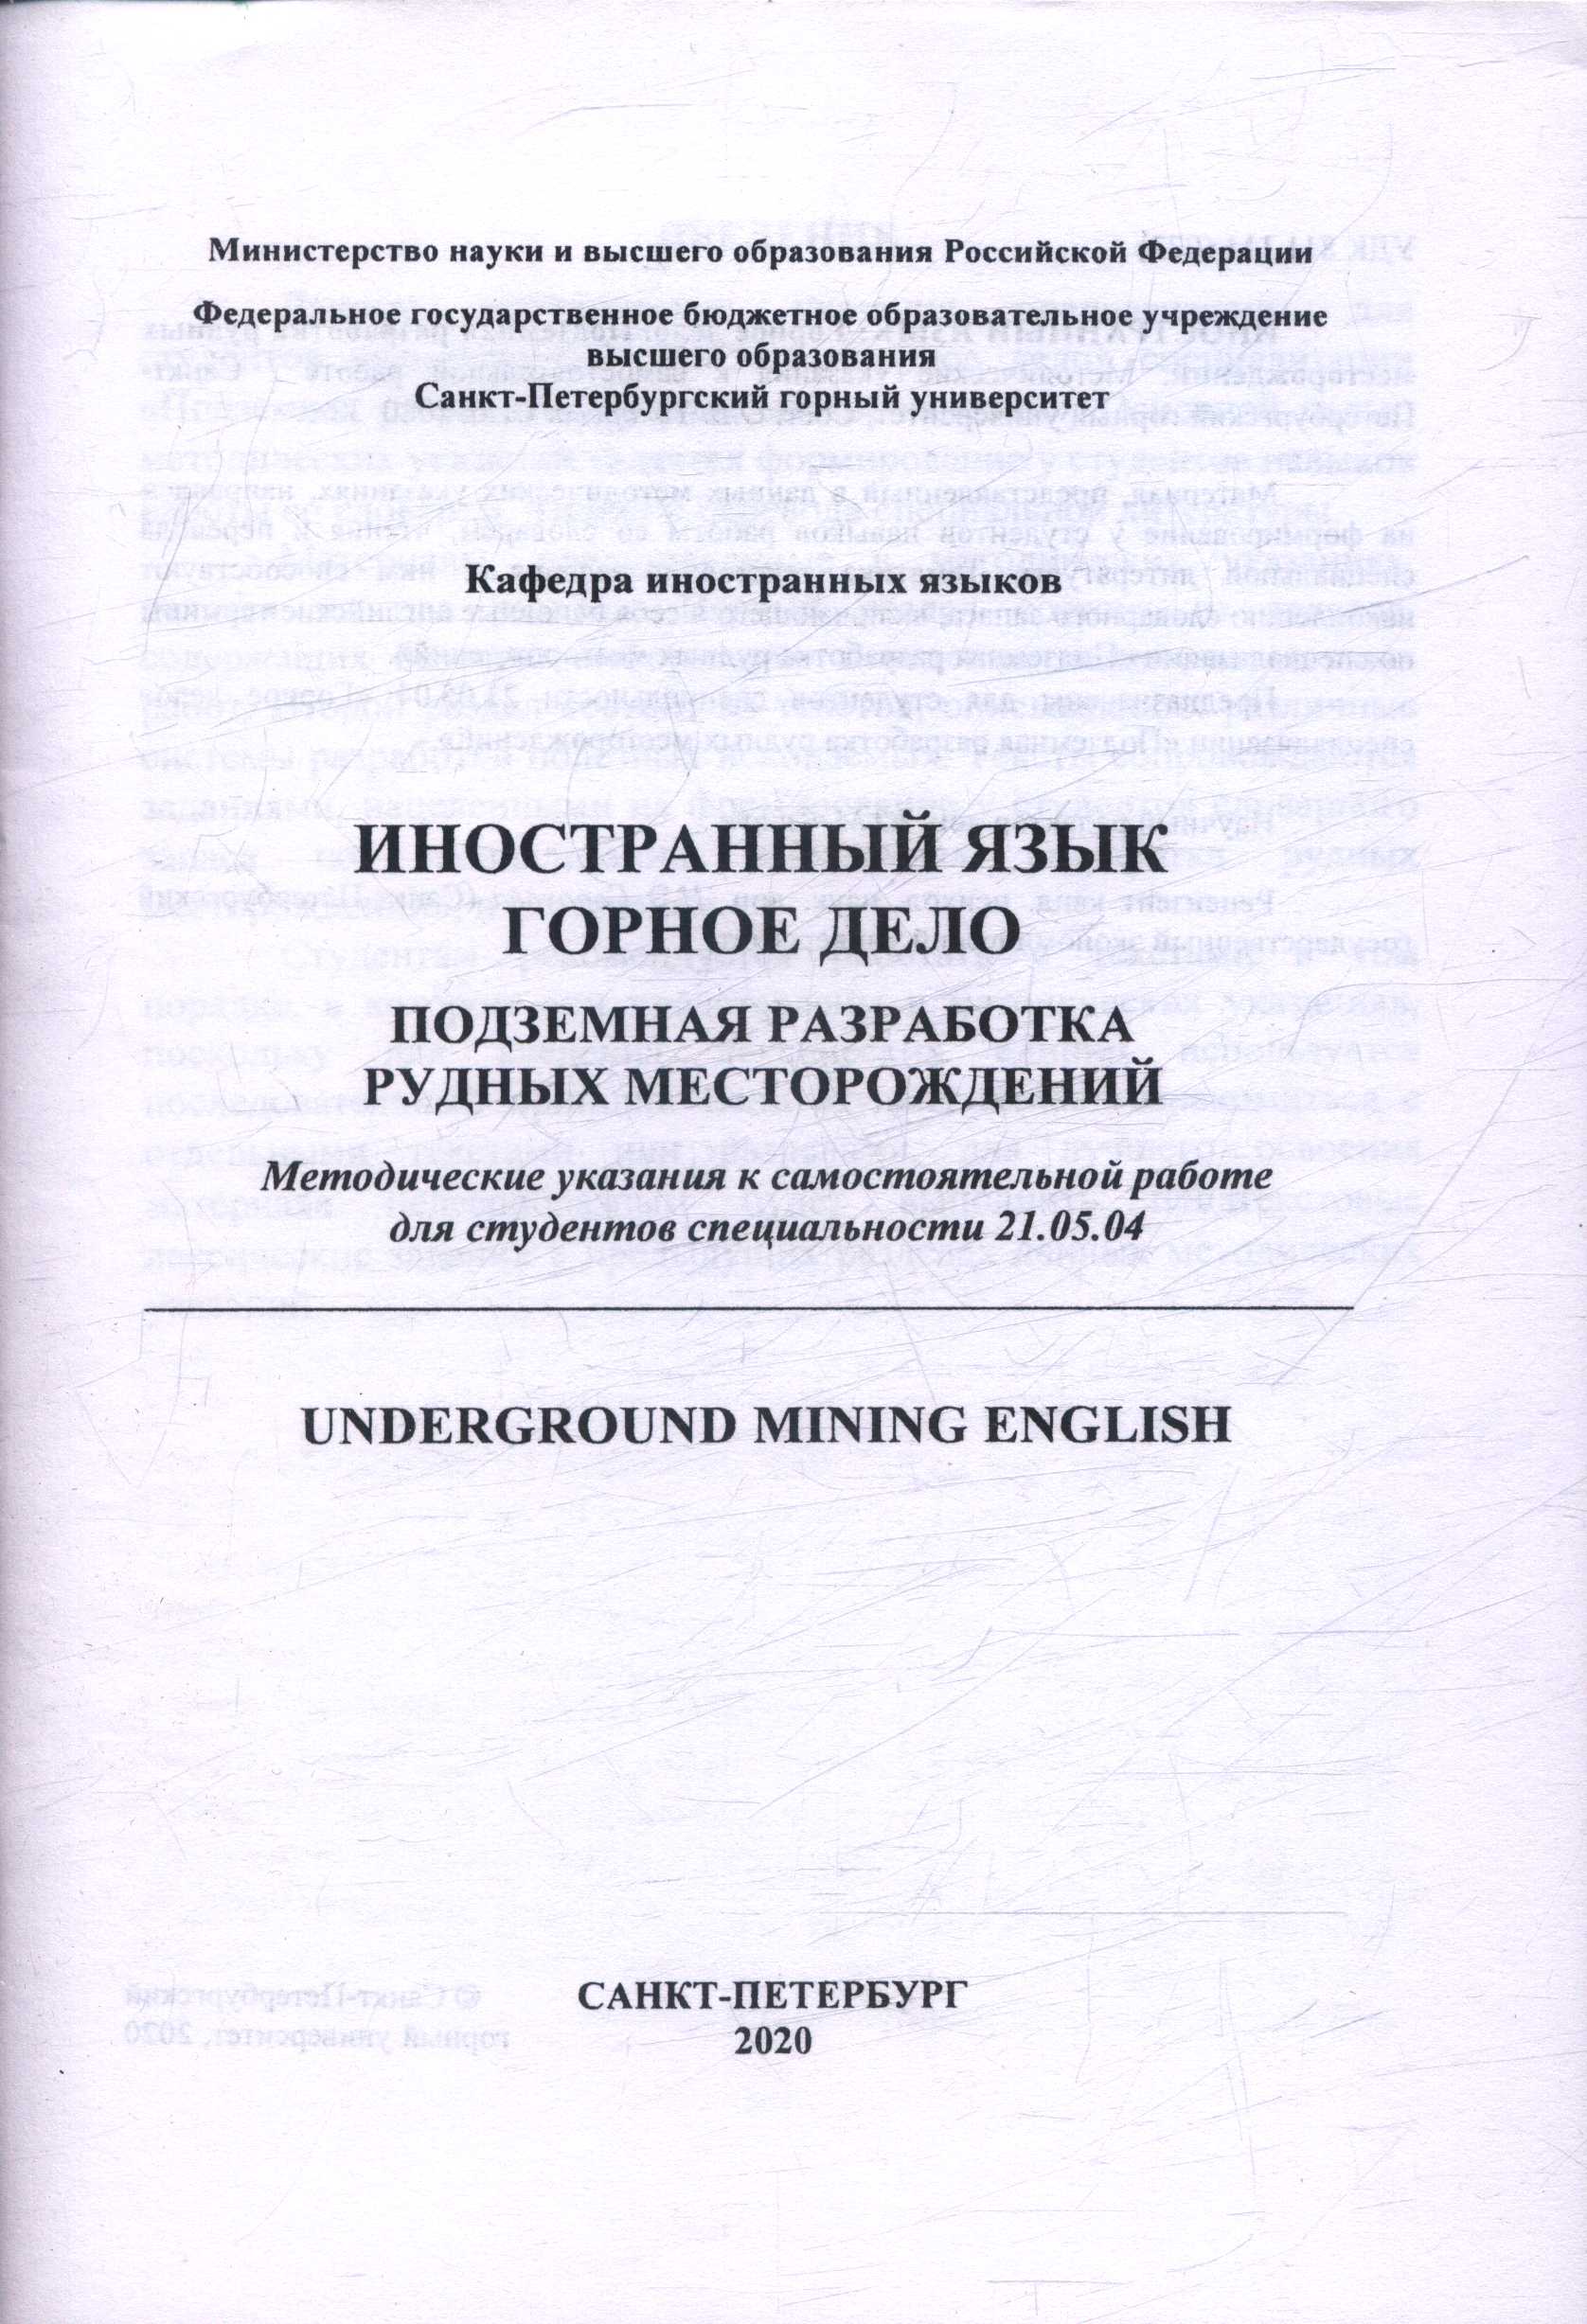 Министерство науки и высшего образования Российской Федерации
Федеральное государственное бюджетное образовательное учреждение
высшего образования
Санкт-Петербургский горный университет
Кафедра иностранных языков
ИНОСТРАННЫЙ ЯЗЫК
ГОРНОЕ ДЕЛО
ПОДЗЕМНАЯ РАЗРАБОТКА
РУДНЫХ МЕСТОРОЖДЕНИЙ
Методические указания к самостоятельной работе
для студентов специальности 21.05.04
UNDERGROUND MINING ENGLISH
САНКТ-ПЕТЕРБУРГ
2020